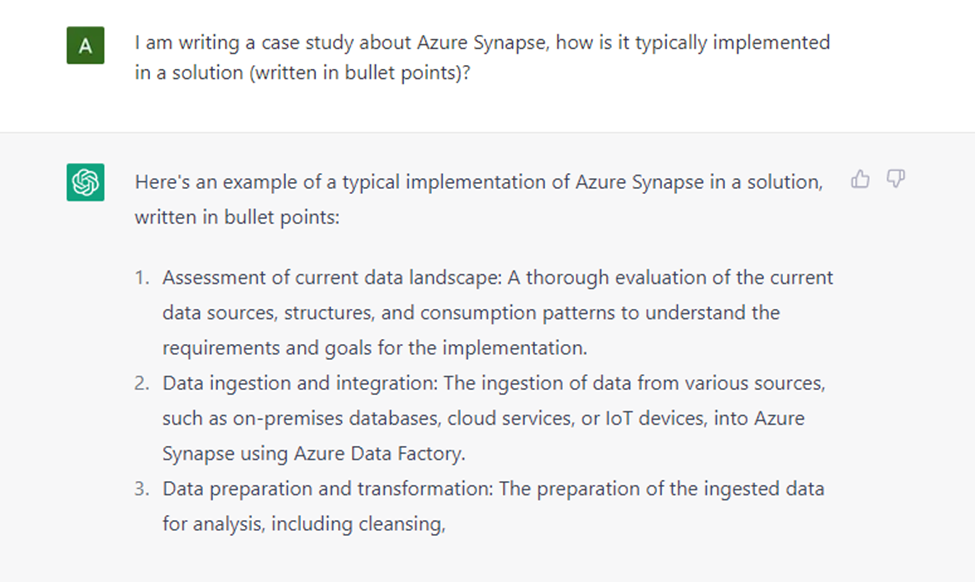 A
I am writing a case study about Azure Synapse, how is it typically implemented
in a solution (written in bullet points)?
Here's an example of a typical implementation of Azure Synapse in a solution,
written in bullet points:
1. Assessment of current data landscape: A thorough evaluation of the current
data sources, structures, and consumption patterns to understand the
requirements and goals for the implementation.
2. Data ingestion and integration: The ingestion of data from various sources,
such as on-premises databases, cloud services, or IoT devices, into Azure
Synapse using Azure Data Factory.
3. Data preparation and transformation: The preparation of the ingested data
for analysis, including cleansing,